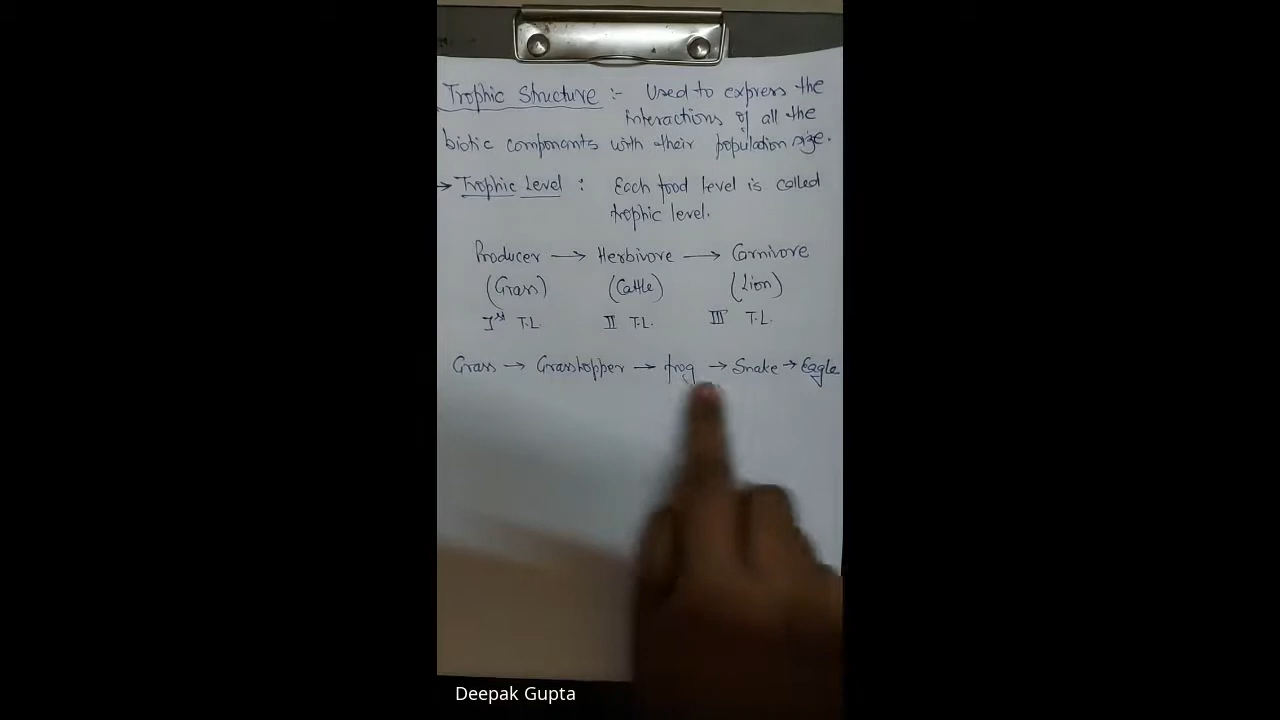 Trophic Structure :- Used to express the
interactions of all the
biotic componants with their population size.
→ Trophic Level : Each food level is called
trophic level.
Producer → Herbivore → Carnivore
(Grass) (Cattle) (Lion)
Ist T.L. II T.L. III T.L.
Grass → Grasshopper → frog → Snake → Eagle
Deepak Gupta